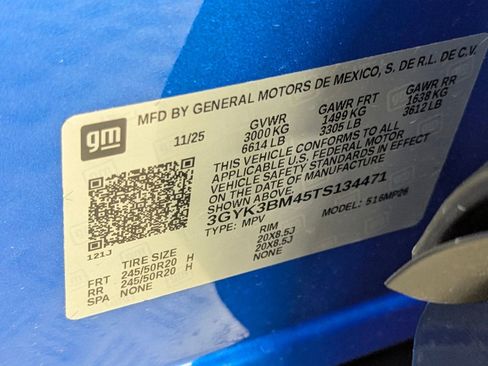 gm
MFD BY GENERAL MOTORS DE MEXICO, S. DE R.L. DE C.V.
11/25 GVWR GAWR FRT GAWR RR
3000 KG 1499 KG 1638 KG
6614 LB 3305 LB 3612 LB
THIS VEHICLE CONFORMS TO ALL
APPLICABLE U.S. FEDERAL MOTOR
VEHICLE SAFETY STANDARDS IN EFFECT
ON THE DATE OF MANUFACTURE
SHOWN ABOVE.
3GYK3BM45TS134471
TYPE: MPV MODEL: 516MP26
121J
TIRE SIZE RIM
FRT 245/50R20 H 20X8.5J
RR 245/50R20 H 20X8.5J
SPA NONE NONE